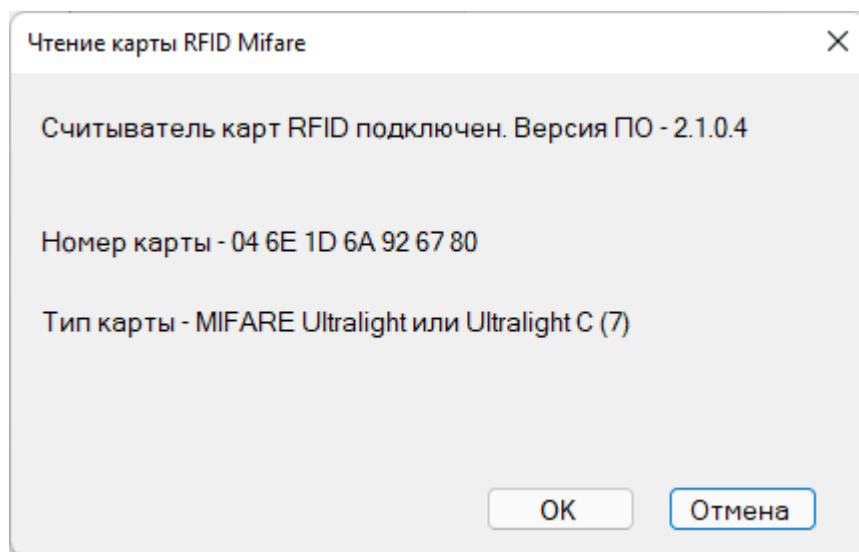 Чтение карты RFID Mifare
Считыватель карт RFID подключен. Версия ПО - 2.1.0.4
Номер карты - 04 6E 1D 6A 92 67 80
Тип карты - MIFARE Ultralight или Ultralight C (7)
OK Отмена